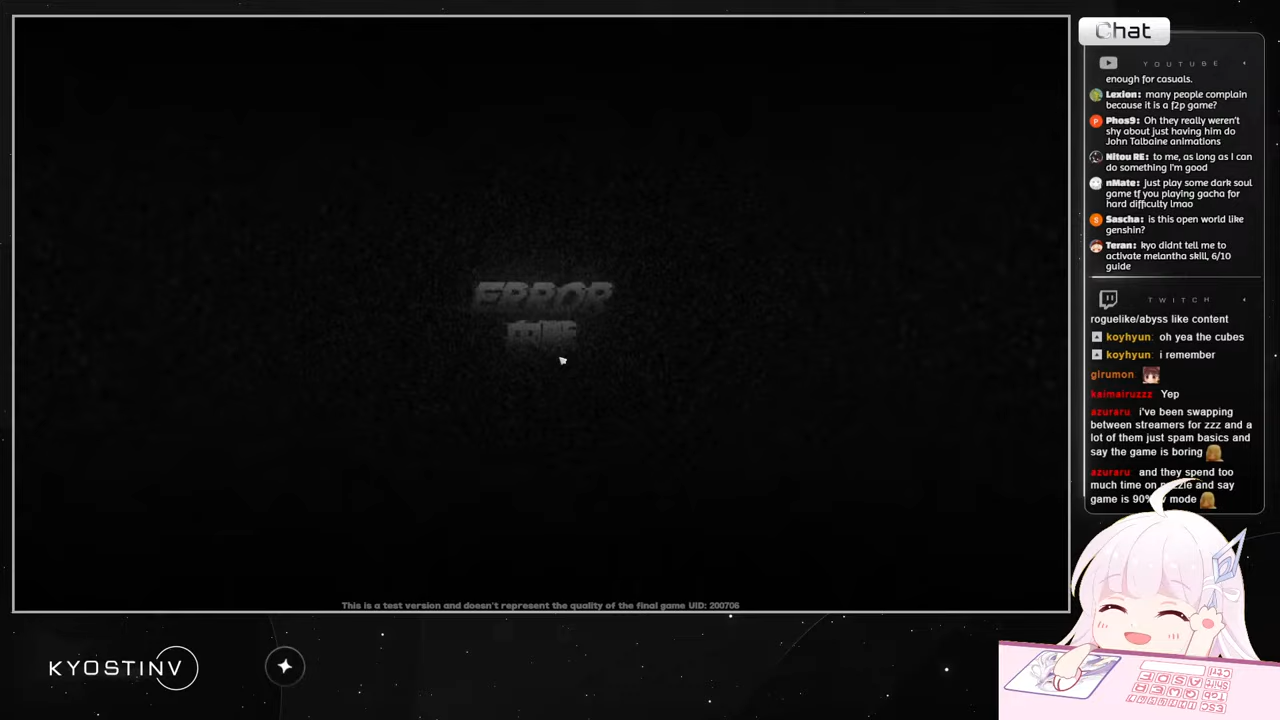 Chat
YOUTUBE
enough for casuals.
Lexion: many people complain
because it is a f2p game?
Phos9: Oh they really weren't
shy about just having him do
John Talbaine animations
Nitou RE: to me, as long as I can
do something I'm good
nMate: just play some dark soul
game tf you playing gacha for
hard difficulty lmao
Sascha: is this open world like
genshin?
Teran: kyo didnt tell me to
activate melantha skill, 6/10
guide
TWITCH
roguelike/abyss like content
koyhyun: oh yea the cubes
koyhyun: i remember
girumon:
kaimairuzzz: Yep
azuraru: i've been swapping
between streamers for zzz and a
lot of them just spam basics and
say the game is boring
azuraru: and they spend too
much time on puzzle and say
game is 90% mode
ERROR
This is a test version and doesn't represent the quality of the final game UID: 200706
KYOSTINV
Ctrl
Shift A S D F
Tab Q W E R
ESC